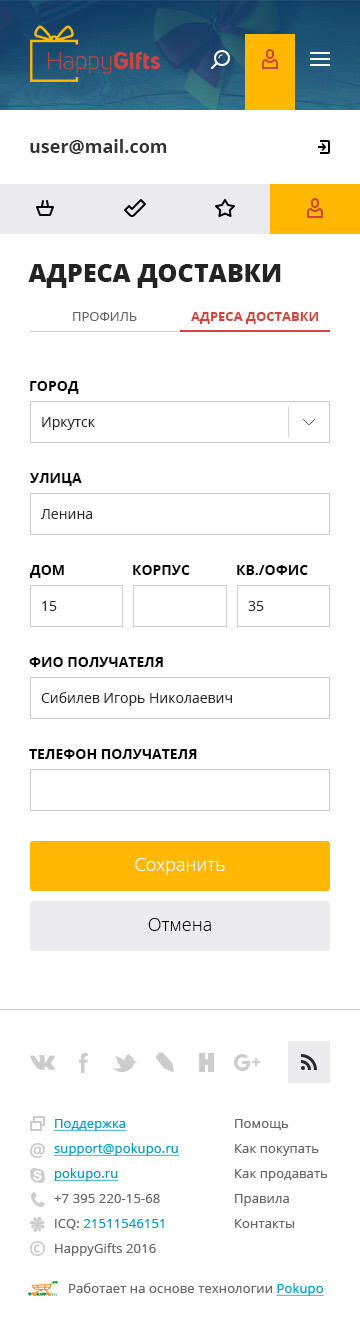 HappyGifts
user@mail.com
АДРЕСА ДОСТАВКИ
ПРОФИЛЬ АДРЕСА ДОСТАВКИ
ГОРОД
Иркутск
УЛИЦА
Ленина
ДОМ КОРПУС КВ./ОФИС
15 35
ФИО ПОЛУЧАТЕЛЯ
Сибилев Игорь Николаевич
ТЕЛЕФОН ПОЛУЧАТЕЛЯ
Сохранить
Отмена
Поддержка Помощь
support@pokupo.ru Как покупать
pokupo.ru Как продавать
+7 395 220-15-68 Правила
ICQ: 21511546151 Контакты
HappyGifts 2016
Работает на основе технологии Pokupo